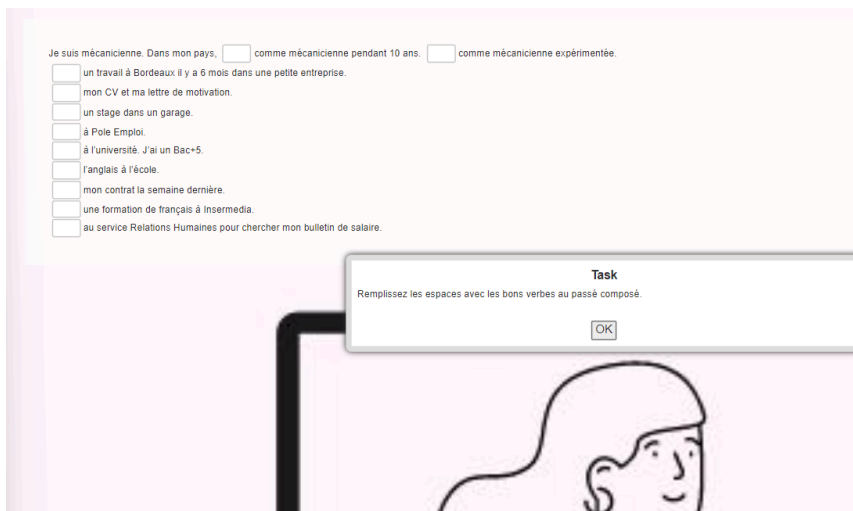 Je suis mécanicienne. Dans mon pays, comme mécanicienne pendant 10 ans. comme mécanicienne expérimentée.
un travail à Bordeaux il y a 6 mois dans une petite entreprise.
mon CV et ma lettre de motivation.
un stage dans un garage.
à Pole Emploi.
à l'université. J'ai un Bac+5.
l'anglais à l'école.
mon contrat la semaine dernière.
une formation de français à Insermedia.
au service Relations Humaines pour chercher mon bulletin de salaire.
Task
Remplissez les espaces avec les bons verbes au passé composé.
OK